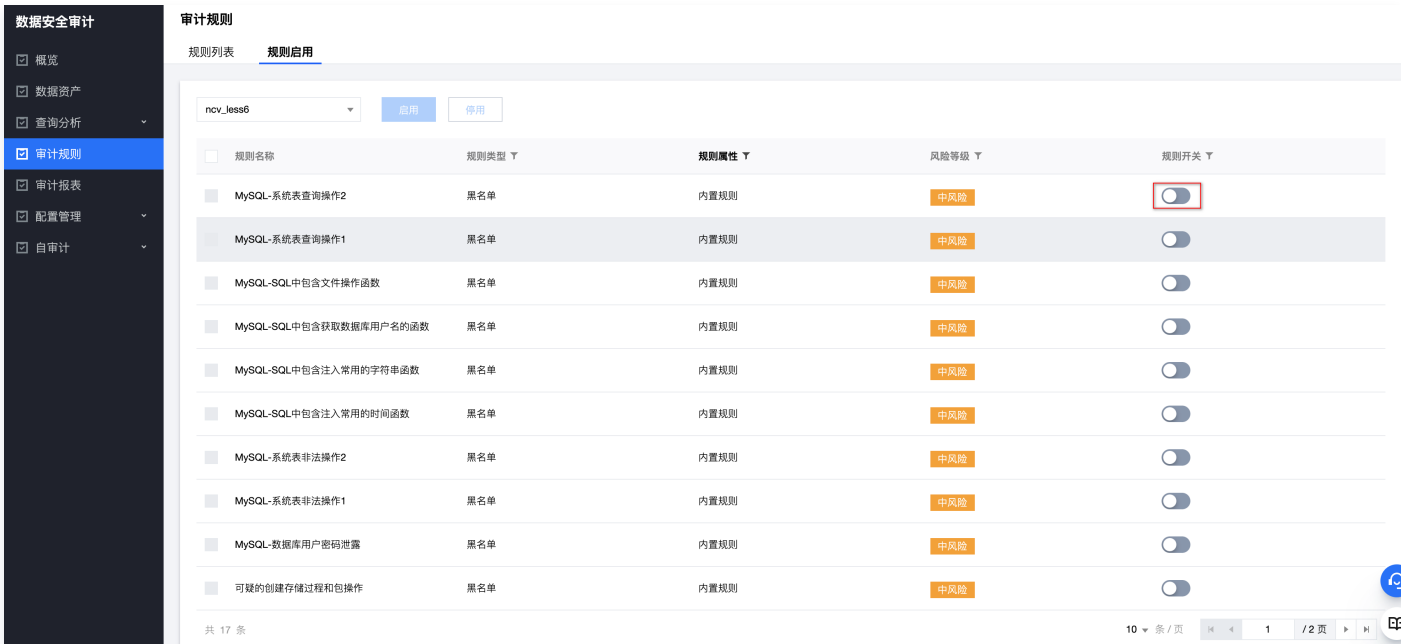 数据安全审计
概览
数据资产
查询分析
审计规则
审计报表
配置管理
自审计
审计规则
规则列表 规则启用
ncv_less6 启用 停用
规则名称 规则类型 规则属性 风险等级 规则开关
MySQL-系统表查询操作2 黑名单 内置规则 中风险
MySQL-系统表查询操作1 黑名单 内置规则 中风险
MySQL-SQL中包含文件操作函数 黑名单 内置规则 中风险
MySQL-SQL中包含获取数据库用户名的函数 黑名单 内置规则 中风险
MySQL-SQL中包含注入常用的字符串函数 黑名单 内置规则 中风险
MySQL-SQL中包含注入常用的时间函数 黑名单 内置规则 中风险
MySQL-系统表非法操作2 黑名单 内置规则 中风险
MySQL-系统表非法操作1 黑名单 内置规则 中风险
MySQL-数据库用户密码泄露 黑名单 内置规则 中风险
可疑的创建存储过程和包操作 黑名单 内置规则 中风险
共 17 条 10 条 / 页 1 / 2 页